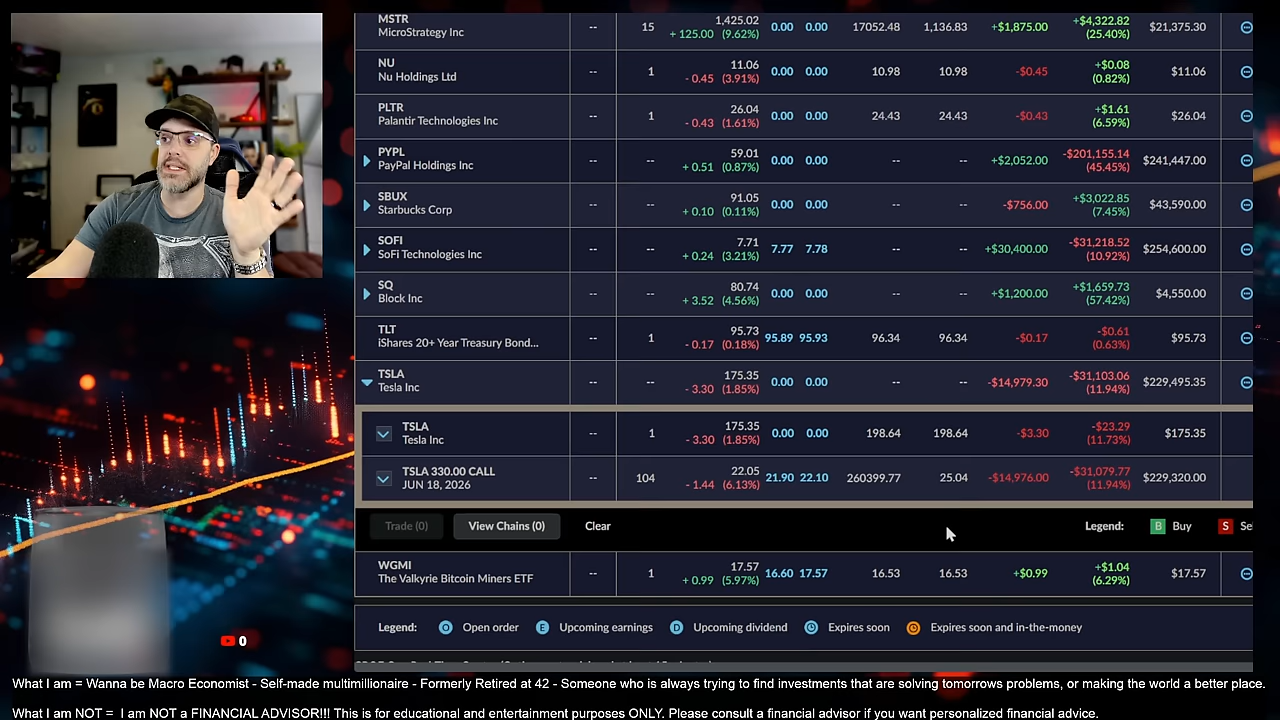 MSTR -- 15 1,425.02 0.00 0.00 17052.48 1,136.83 +$1,875.00 +$4,322.82 $21,375.30
MicroStrategy Inc + 125.00 (9.62%) (25.40%)
NU -- 1 11.06 0.00 0.00 10.98 10.98 -$0.45 +$0.08 $11.06
Nu Holdings Ltd - 0.45 (3.91%) (0.82%)
PLTR -- 1 26.04 0.00 0.00 24.43 24.43 -$0.43 +$1.61 $26.04
Palantir Technologies Inc - 0.43 (1.61%) (6.59%)
PYPL -- -- 59.01 0.00 0.00 -- -- +$2,052.00 -$201,155.14 $241,447.00
PayPal Holdings Inc + 0.51 (0.87%) (45.45%)
SBUX -- -- 91.05 0.00 0.00 -- -- -$756.00 +$3,022.85 $43,590.00
Starbucks Corp + 0.10 (0.11%) (7.45%)
SOFI -- -- 7.71 7.77 7.78 -- -- +$30,400.00 -$31,218.52 $254,600.00
SoFi Technologies Inc + 0.24 (3.21%) (10.92%)
SQ -- -- 80.74 0.00 0.00 -- -- +$1,200.00 +$1,659.73 $4,550.00
Block Inc + 3.52 (4.56%) (57.42%)
TLT -- 1 95.73 95.89 95.93 96.34 96.34 -$0.17 -$0.61 $95.73
iShares 20+ Year Treasury Bond... - 0.17 (0.18%) (0.63%)
TSLA -- -- 175.35 0.00 0.00 -- -- -$14,979.30 -$31,103.06 $229,495.35
Tesla Inc - 3.30 (1.85%) (11.94%)
TSLA -- 1 175.35 0.00 0.00 198.64 198.64 -$3.30 -$23.29 $175.35
Tesla Inc - 3.30 (1.85%) (11.73%)
TSLA 330.00 CALL -- 104 22.05 21.90 22.10 260399.77 25.04 -$14,976.00 -$31,079.77 $229,320.00
JUN 18, 2026 - 1.44 (6.13%) (11.94%)
Trade (0) View Chains (0) Clear Legend: B Buy S Se
WGMI -- 1 17.57 16.60 17.57 16.53 16.53 +$0.99 +$1.04 $17.57
The Valkyrie Bitcoin Miners ETF + 0.99 (5.97%) (6.29%)
Legend: O Open order E Upcoming earnings D Upcoming dividend Expires soon Expires soon and in-the-money
0
What I am = Wanna be Macro Economist - Self-made multimillionaire - Formerly Retired at 42 - Someone who is always trying to find investments that are solving tomorrows problems, or making the world a better place.
What I am NOT = I am NOT a FINANCIAL ADVISOR!!! This is for educational and entertainment purposes ONLY. Please consult a financial advisor if you want personalized financial advice.